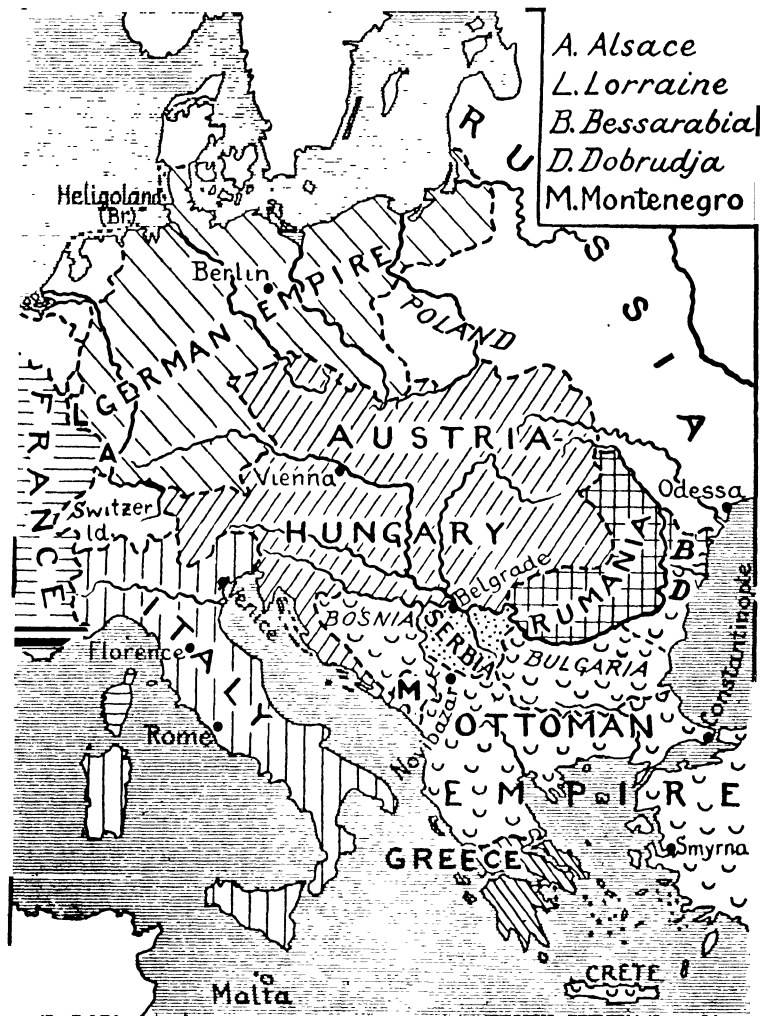 A. Alsace
L. Lorraine
B. Bessarabia
D. Dobrudja
M. Montenegro
RUSSIA
Heligoland
(Br)
Berlin
GERMAN EMPIRE
POLAND
FRANCE
L
A
AUSTRIA
Vienna
Switzer
ld.
HUNGARY
Odessa
RUMANIA
B
D
Belgrade
Venice
ITALY
BOSNIA
SERBIA
BULGARIA
Florence
M
Constantinople
Novibazar
Rome
OTTOMAN
EMPIRE
GREECE
Smyrna
CRETE
Malta